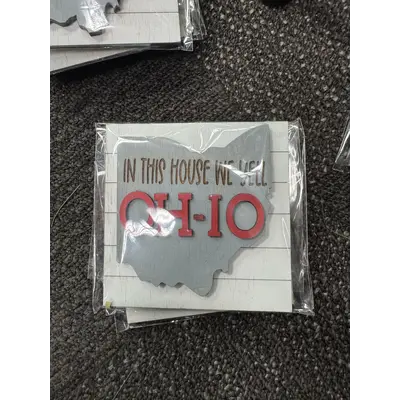 IN THIS HOUSE WE YELL
OH-IO